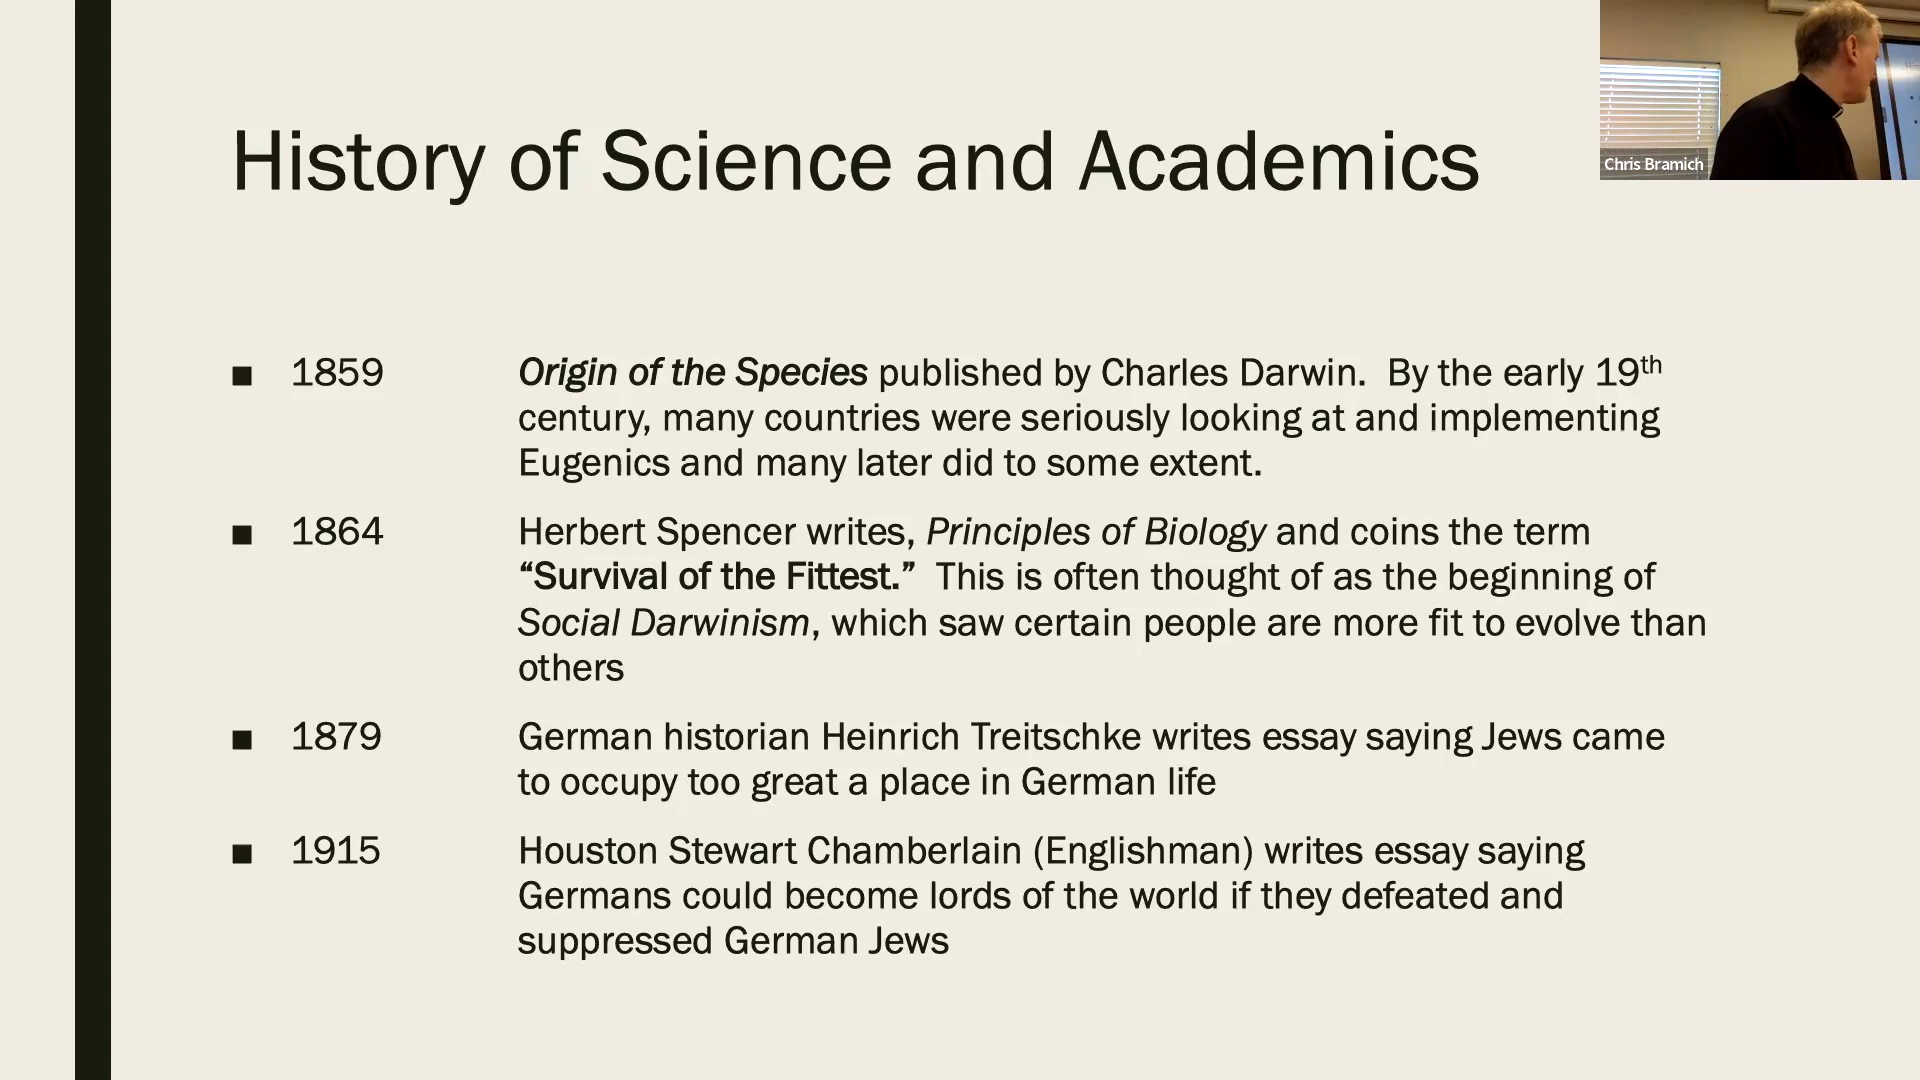 History of Science and Academics
Chris Bramich
■ 1859 Origin of the Species published by Charles Darwin. By the early 19th
century, many countries were seriously looking at and implementing
Eugenics and many later did to some extent.
■ 1864 Herbert Spencer writes, Principles of Biology and coins the term
“Survival of the Fittest.” This is often thought of as the beginning of
Social Darwinism, which saw certain people are more fit to evolve than
others
■ 1879 German historian Heinrich Treitschke writes essay saying Jews came
to occupy too great a place in German life
■ 1915 Houston Stewart Chamberlain (Englishman) writes essay saying
Germans could become lords of the world if they defeated and
suppressed German Jews